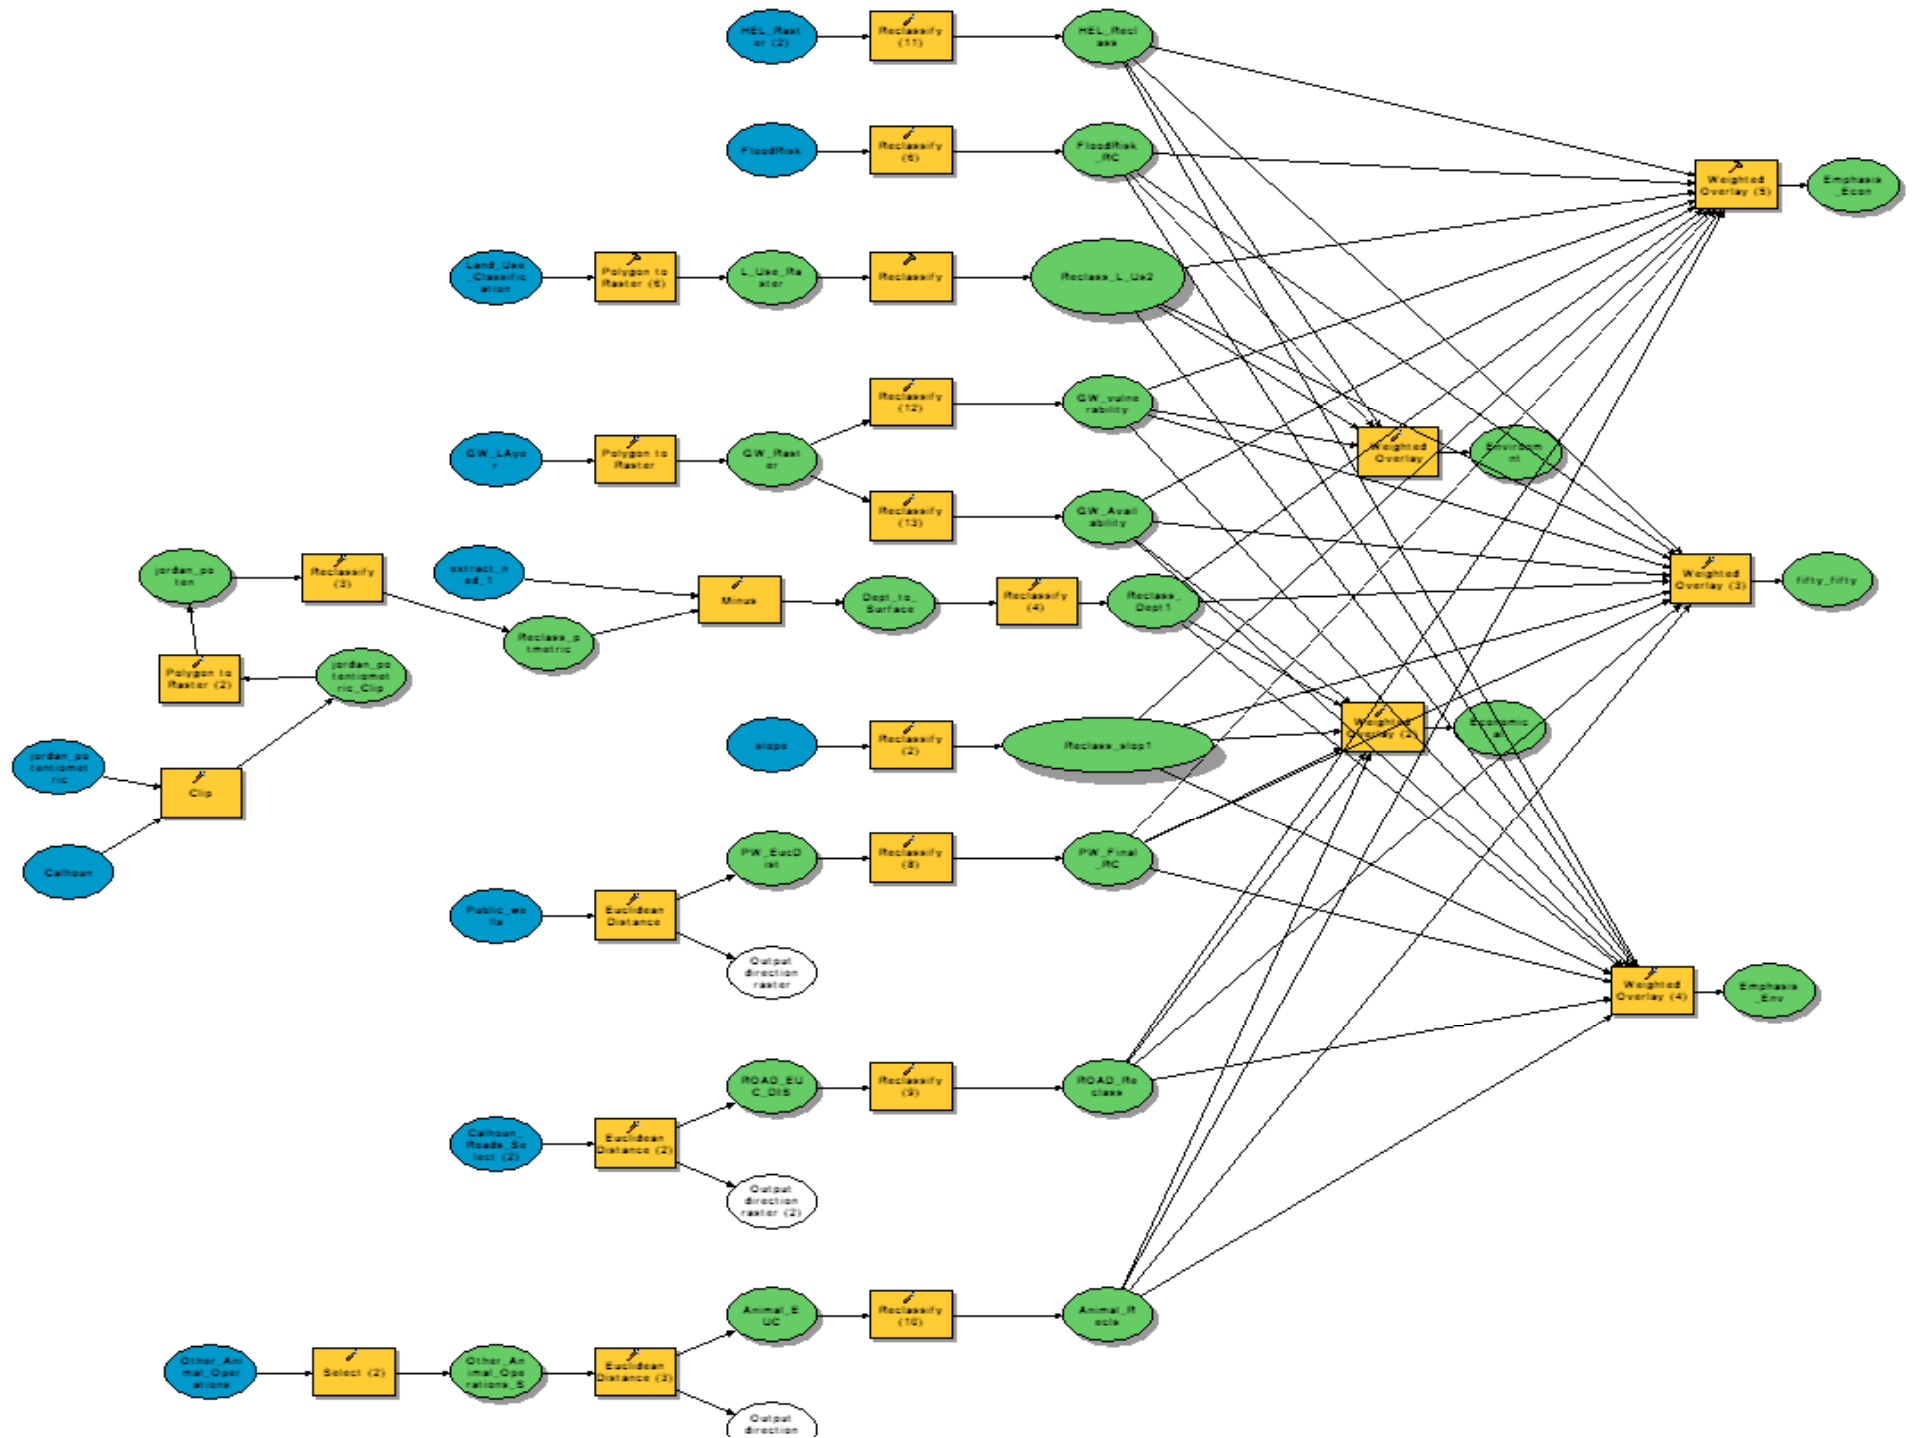 HEL_Rast
er (2)
Reclassify
(11)
HEL_Recl
ass
FloodRisk
Reclassify
(6)
FloodRisk
_RC
Weighted
Overlay (5)
Emphasis
_Econ
Land_Use
_Classific
ation
Polygon to
Raster (6)
L_Use_Ra
ster
Reclassify
Reclass_L_Us2
GW_LAye
r
Polygon to
Raster
GW_Rast
er
Reclassify
(12)
GW_vulne
rability
Reclassify
(13)
GW_Avail
ability
Weighted
Overlay
Enviroom
nt
jordan_po
ten
Reclassify
(3)
extract_n
ed_1
Reclass_p
tmetric
Minus
Dept_to_
Surface
Reclassify
(4)
Reclass_
Dept1
Weighted
Overlay (3)
fifty_fifty
Polygon to
Raster (2)
jordan_po
tentiomet
ric_Clip
jordan_po
tentiomet
ric
Clip
Calhoun
slope
Reclassify
(2)
Reclass_slop1
Weighted
Overlay (2)
Economic
al
Public_we
lls
Euclidean
Distance
PW_EucD
ist
Reclassify
(8)
PW_Final
_RC
Output
direction
raster
Weighted
Overlay (4)
Emphasis
_Env
Calhoun_
Roads_Se
lect (2)
Euclidean
Distance (2)
ROAD_EU
C_DIS
Reclassify
(9)
ROAD_Re
class
Output
direction
raster (2)
Other_Ani
mal_Oper
ations
Select (2)
Other_An
imal_Ope
rations_S
Euclidean
Distance (3)
Animal_E
UC
Reclassify
(10)
Animal_R
ecls
Output
direction